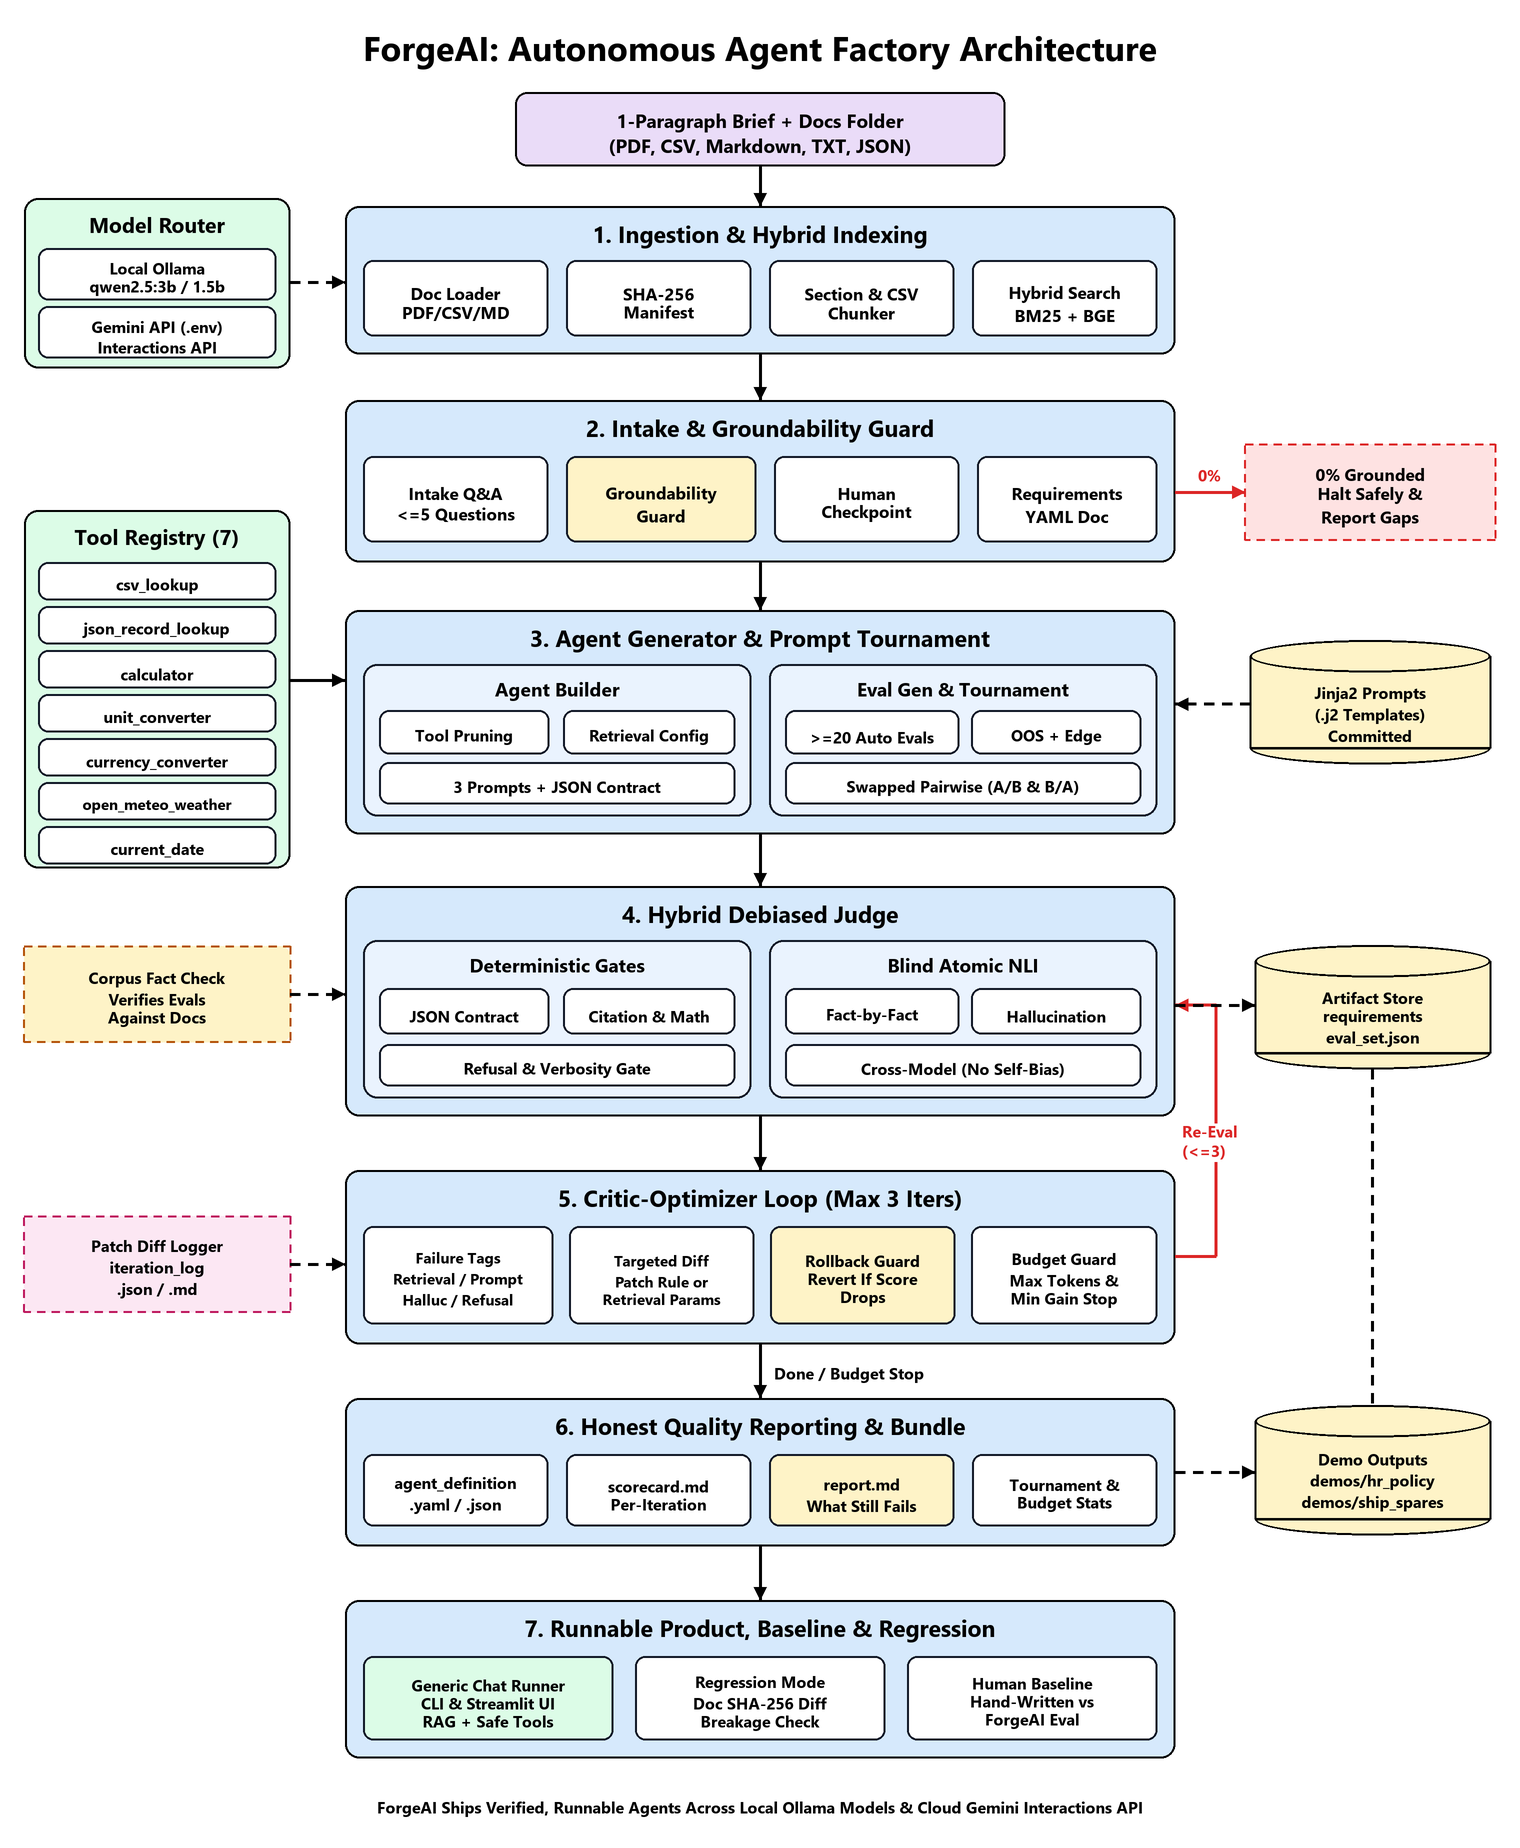 ForgeAI: Autonomous Agent Factory Architecture
1-Paragraph Brief + Docs Folder
(PDF, CSV, Markdown, TXT, JSON)
Model Router
Local Ollama
qwen2.5:3b / 1.5b
Gemini API (.env)
Interactions API
1. Ingestion & Hybrid Indexing
Doc Loader
PDF/CSV/MD
SHA-256
Manifest
Section & CSV
Chunker
Hybrid Search
BM25 + BGE
2. Intake & Groundability Guard
Intake Q&A
<=5 Questions
Groundability
Guard
Human
Checkpoint
Requirements
YAML Doc
0%
0% Grounded
Halt Safely &
Report Gaps
Tool Registry (7)
csv_lookup
json_record_lookup
calculator
unit_converter
currency_converter
open_meteo_weather
current_date
3. Agent Generator & Prompt Tournament
Agent Builder
Tool Pruning
Retrieval Config
3 Prompts + JSON Contract
Eval Gen & Tournament
>=20 Auto Evals
OOS + Edge
Swapped Pairwise (A/B & B/A)
Jinja2 Prompts
(.j2 Templates)
Committed
4. Hybrid Debiased Judge
Deterministic Gates
JSON Contract
Citation & Math
Refusal & Verbosity Gate
Blind Atomic NLI
Fact-by-Fact
Hallucination
Cross-Model (No Self-Bias)
Corpus Fact Check
Verifies Evals
Against Docs
Artifact Store
requirements
eval_set.json
Re-Eval
(<=3)
5. Critic-Optimizer Loop (Max 3 Iters)
Failure Tags
Retrieval / Prompt
Halluc / Refusal
Targeted Diff
Patch Rule or
Retrieval Params
Rollback Guard
Revert If Score
Drops
Budget Guard
Max Tokens &
Min Gain Stop
Patch Diff Logger
iteration_log
.json / .md
Done / Budget Stop
6. Honest Quality Reporting & Bundle
agent_definition
.yaml / .json
scorecard.md
Per-Iteration
report.md
What Still Fails
Tournament &
Budget Stats
Demo Outputs
demos/hr_policy
demos/ship_spares
7. Runnable Product, Baseline & Regression
Generic Chat Runner
CLI & Streamlit UI
RAG + Safe Tools
Regression Mode
Doc SHA-256 Diff
Breakage Check
Human Baseline
Hand-Written vs
ForgeAI Eval
ForgeAI Ships Verified, Runnable Agents Across Local Ollama Models & Cloud Gemini Interactions API